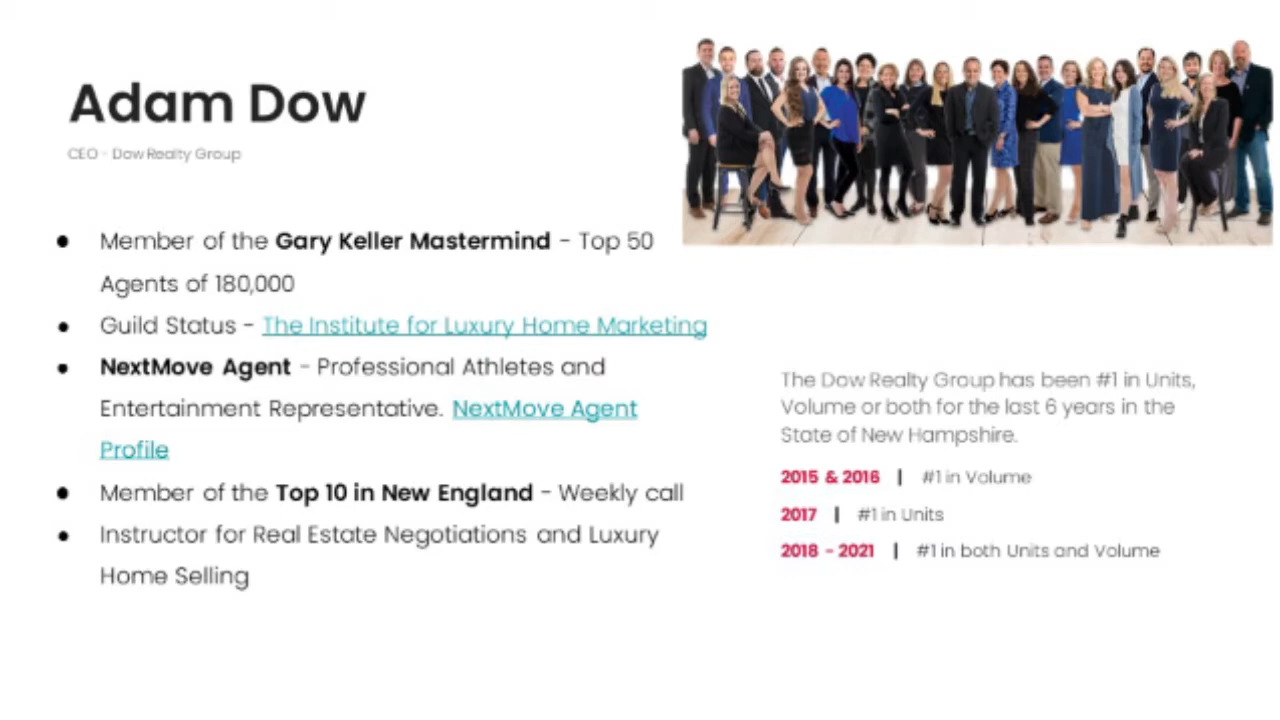 Adam Dow
CEO - Dow Realty Group
● Member of the Gary Keller Mastermind - Top 50
Agents of 180,000
● Guild Status - The Institute for Luxury Home Marketing
● NextMove Agent - Professional Athletes and
Entertainment Representative. NextMove Agent
Profile
● Member of the Top 10 in New England - Weekly call
● Instructor for Real Estate Negotiations and Luxury
Home Selling
The Dow Realty Group has been #1 in Units,
Volume or both for the last 6 years in the
State of New Hampshire.
2015 & 2016 | #1 in Volume
2017 | #1 in Units
2018 - 2021 | #1 in both Units and Volume